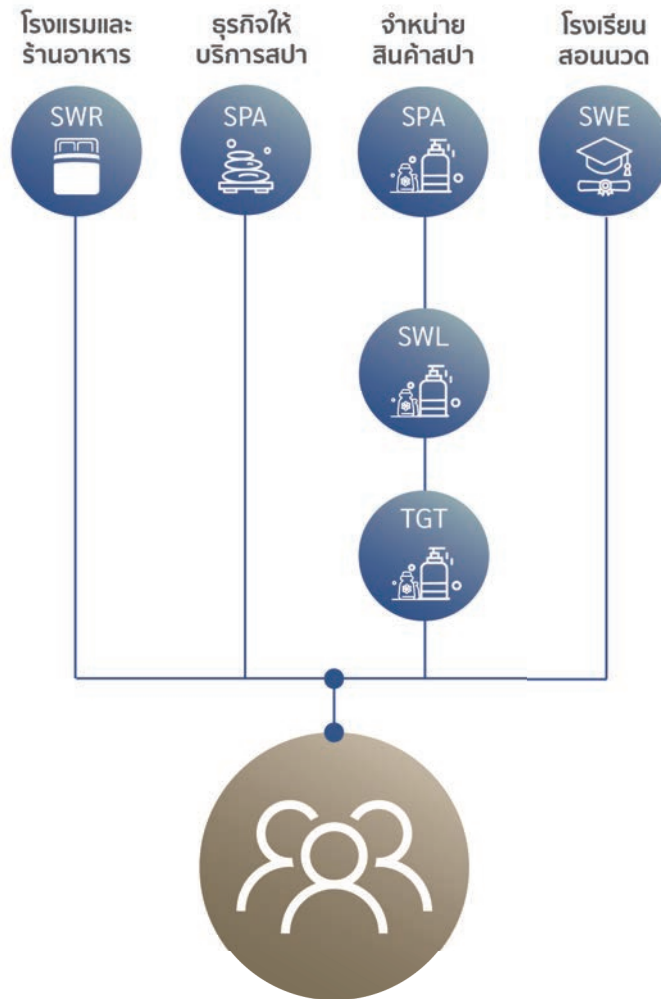 โรงแรมและ
ร้านอาหาร
ธุรกิจให้
บริการสปา
จำหน่าย
สินค้าสปา
โรงเรียน
สอนนวด
SWR
SPA
SPA
SWE
SWL
TGT